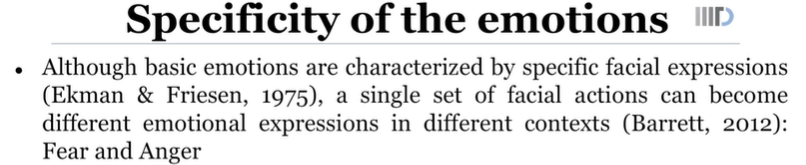 Specificity of the emotions
• Although basic emotions are characterized by specific facial expressions
(Ekman & Friesen, 1975), a single set of facial actions can become
different emotional expressions in different contexts (Barrett, 2012):
Fear and Anger